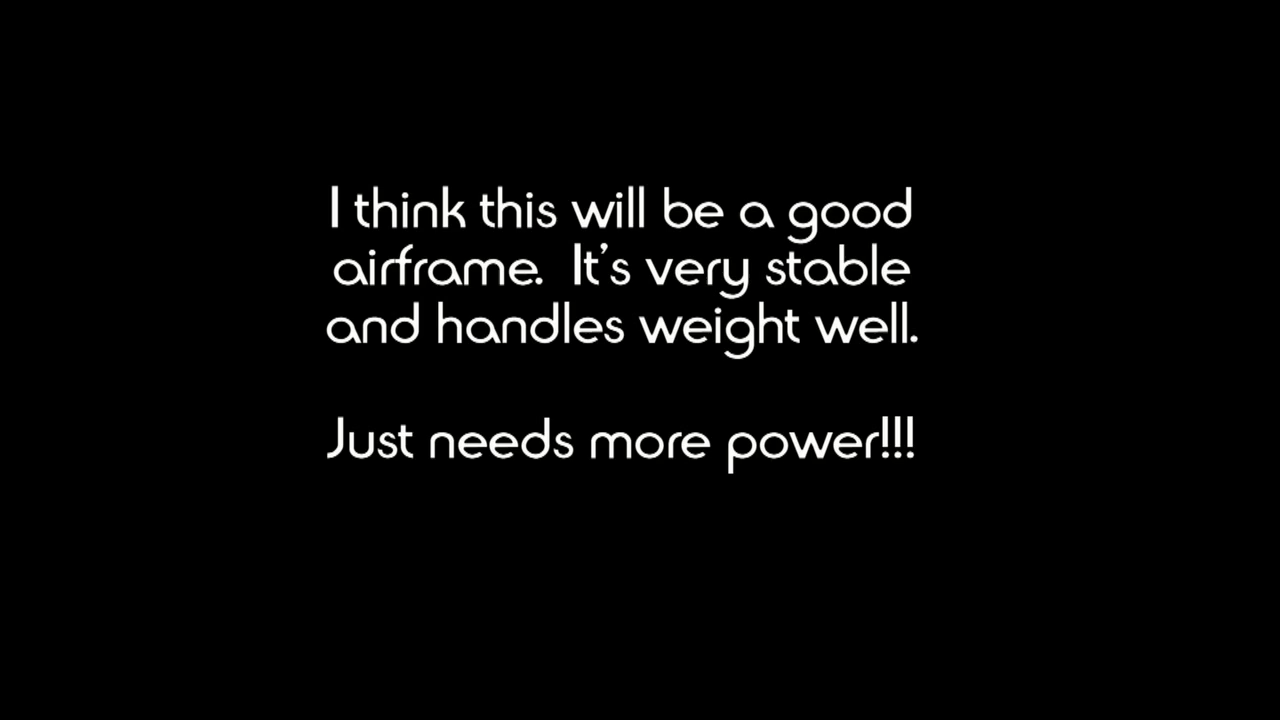 I think this will be a good
airframe.  It's very stable
and handles weight well.
Just needs more power!!!